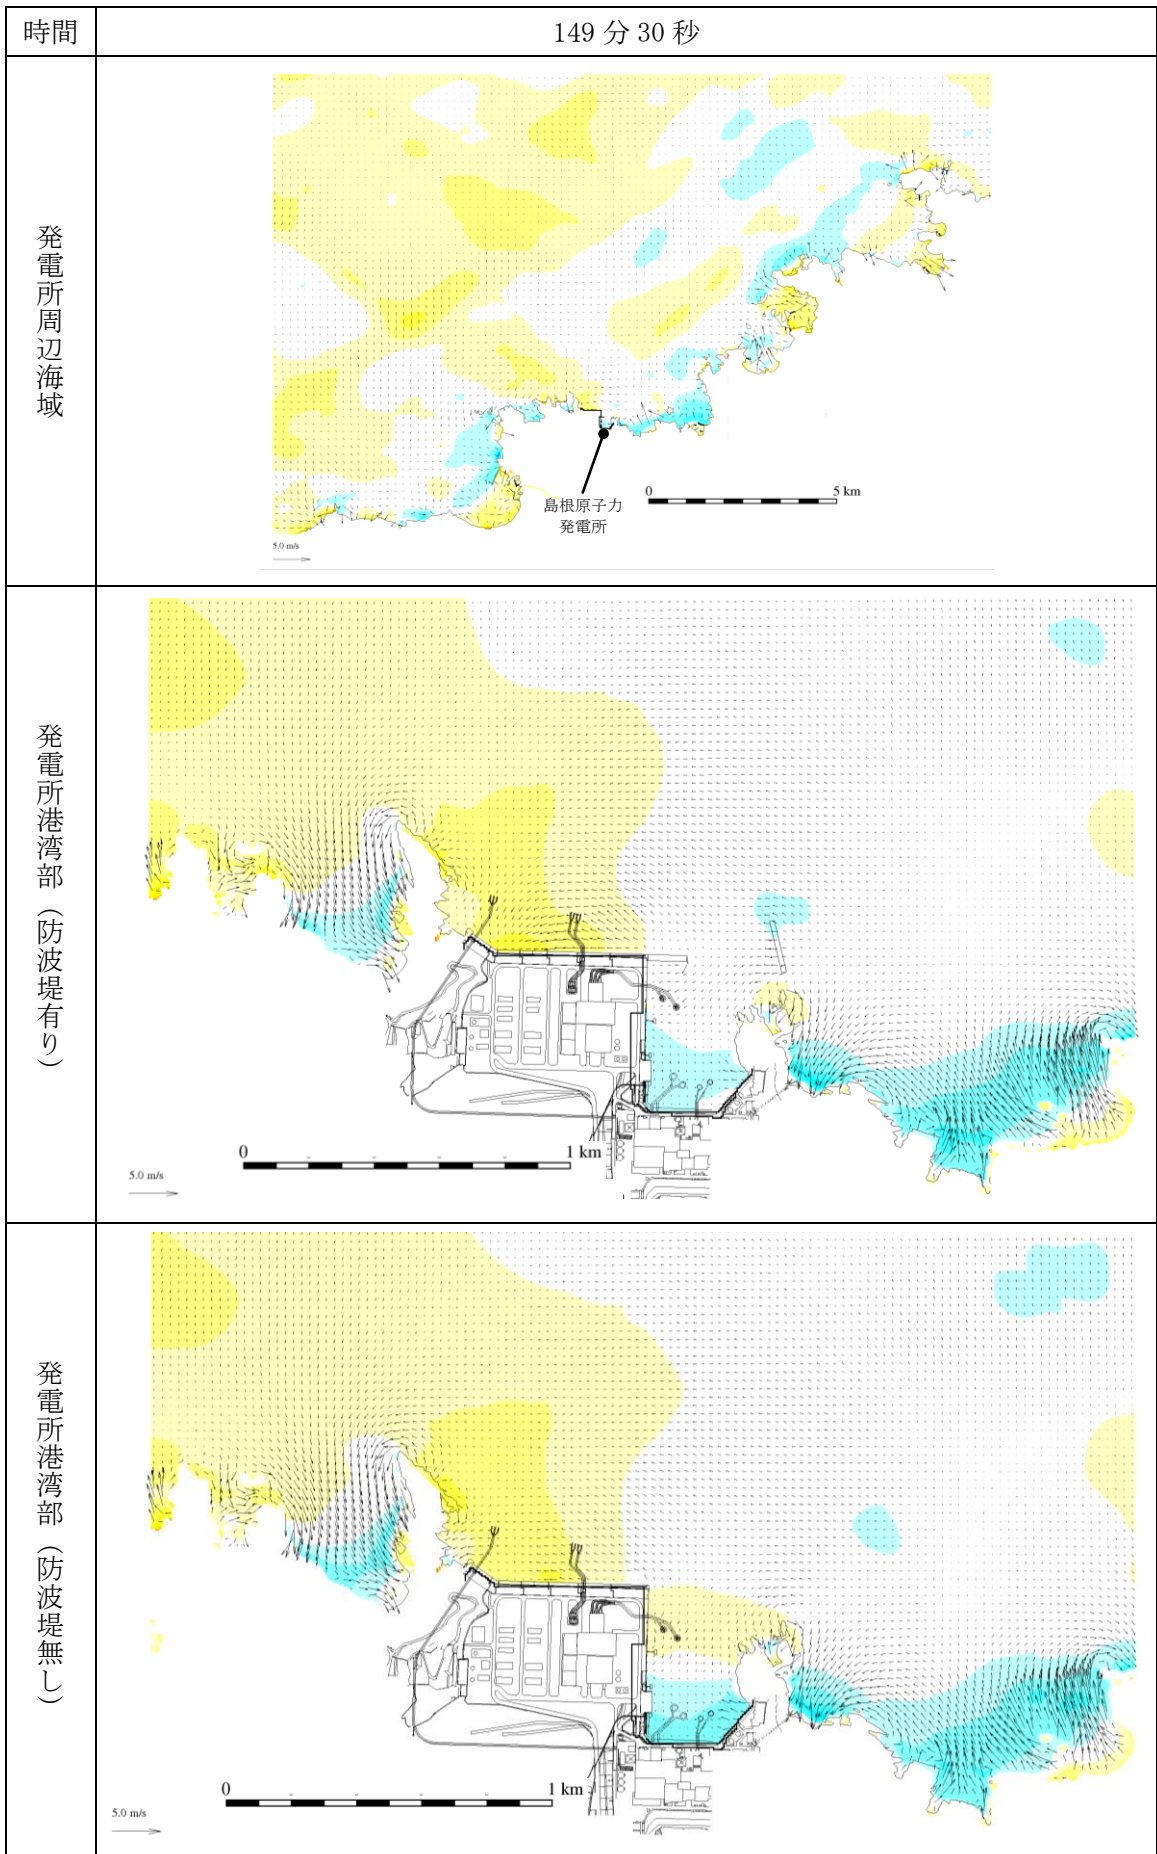 時間
149 分 30 秒
発電所周辺海域
島根原子力
発電所
0 5 km
5.0 m/s
発電所港湾部（防波堤有り）
0 1 km
5.0 m/s
発電所港湾部（防波堤無し）
0 1 km
5.0 m/s